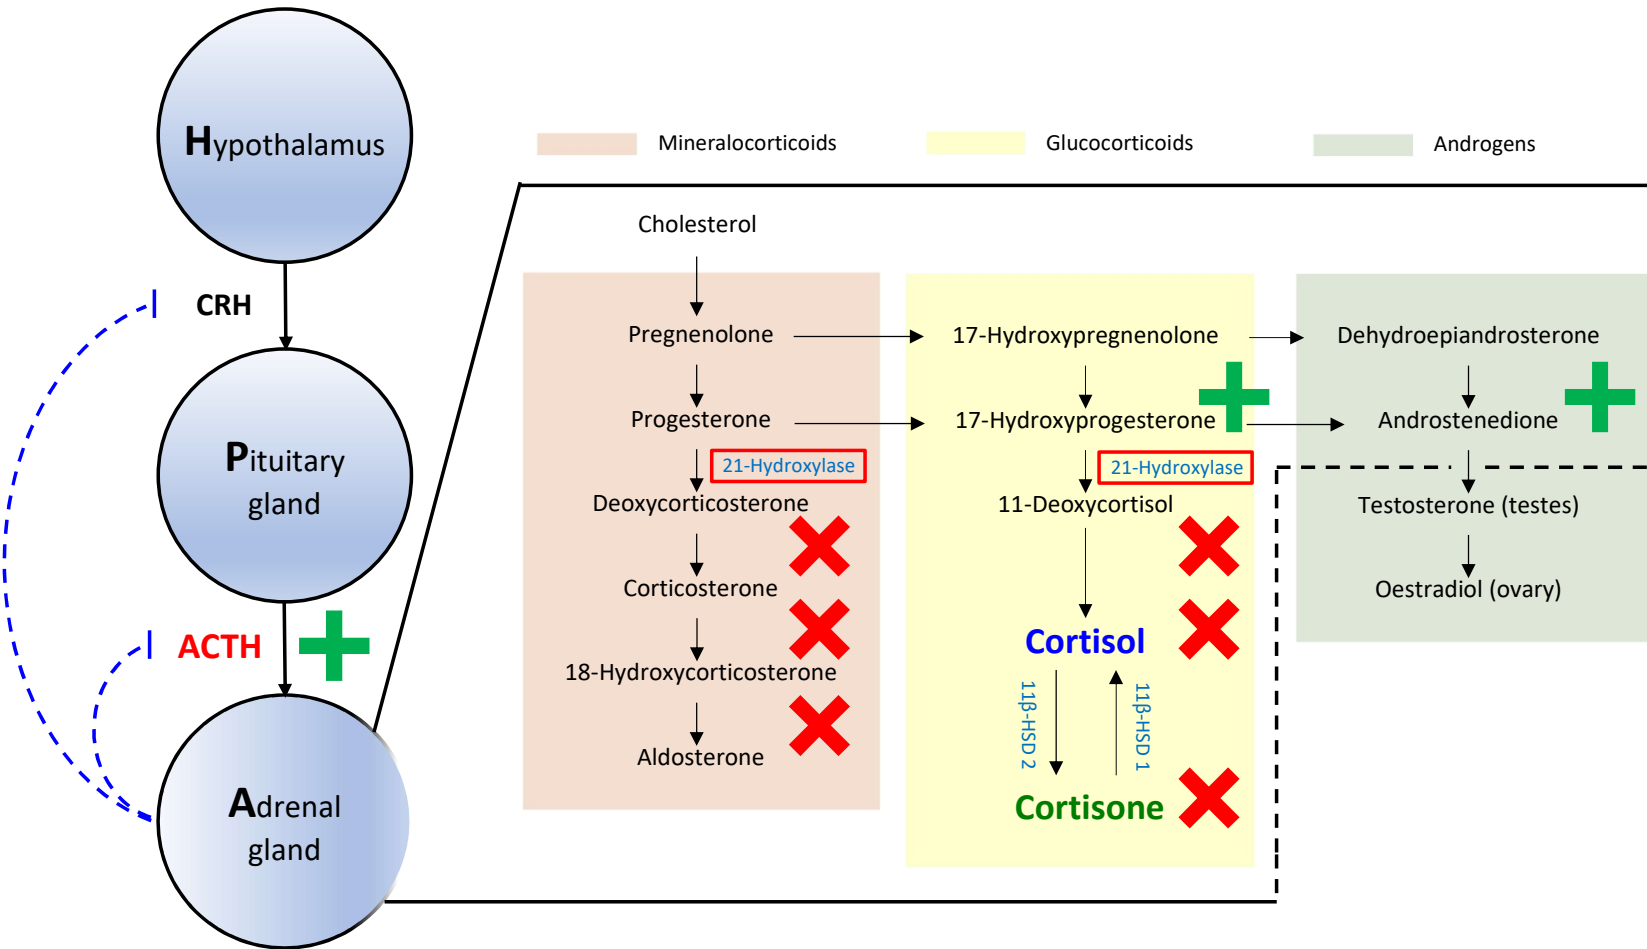 Hypothalamus
CRH
Pituitary
gland
ACTH
Adrenal
gland
Mineralocorticoids
Glucocorticoids
Androgens
Cholesterol
Pregnenolone
17-Hydroxypregnenolone
Dehydroepiandrosterone
Progesterone
17-Hydroxyprogesterone
Androstenedione
21-Hydroxylase
21-Hydroxylase
Deoxycorticosterone
11-Deoxycortisol
Testosterone (testes)
Corticosterone
Oestradiol (ovary)
Cortisol
18-Hydroxycorticosterone
11β-HSD 2
11β-HSD 1
Aldosterone
Cortisone